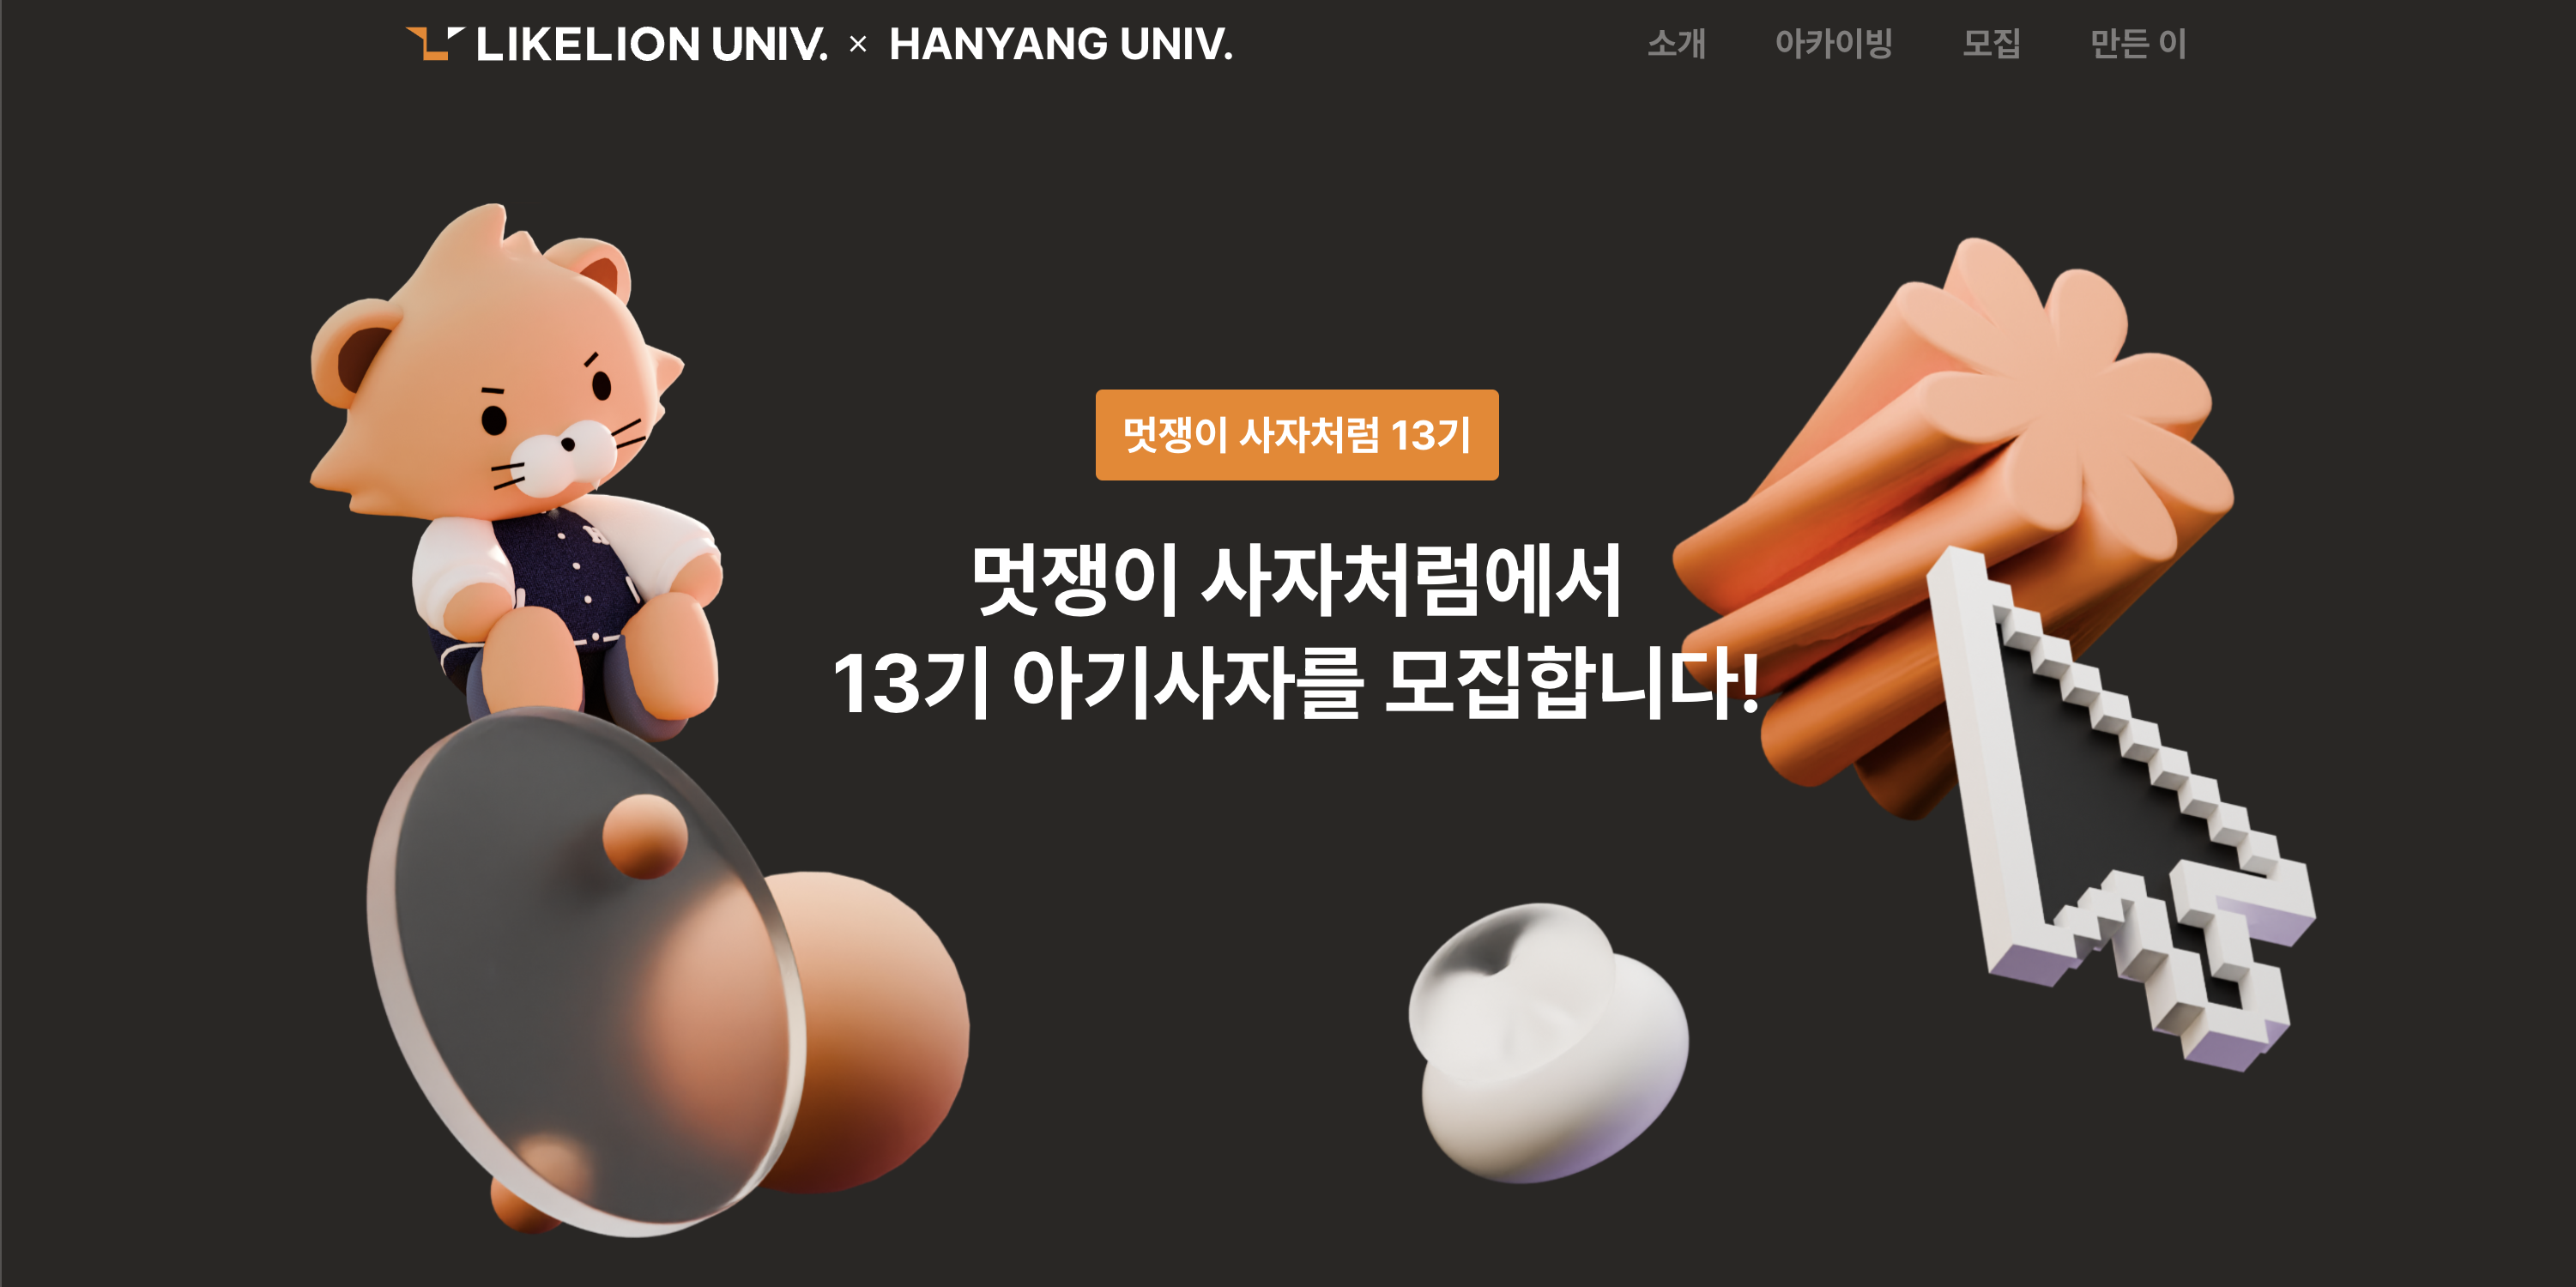 LIKELION UNIV. × HANYANG UNIV.
소개 아카이빙 모집 만든 이
멋쟁이 사자처럼 13기
멋쟁이 사자처럼에서
13기 아기사자를 모집합니다!